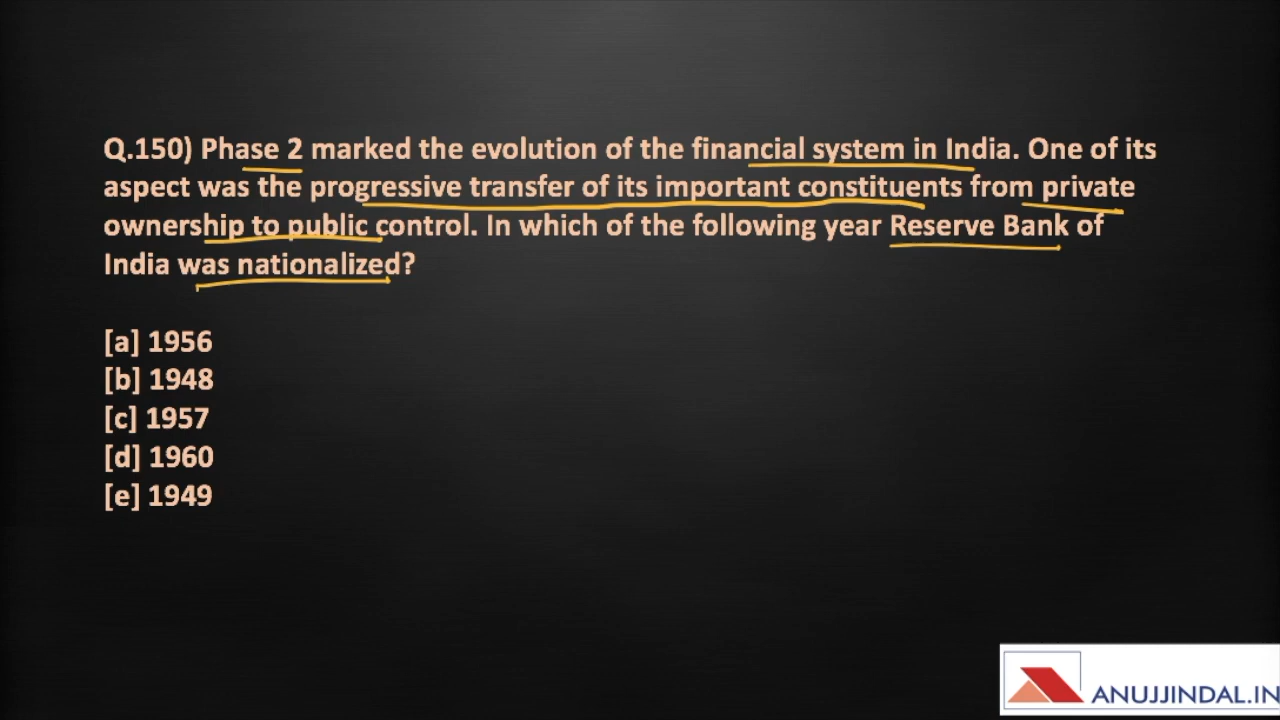 Q.150) Phase 2 marked the evolution of the financial system in India. One of its
aspect was the progressive transfer of its important constituents from private
ownership to public control. In which of the following year Reserve Bank of
India was nationalized?
[a] 1956
[b] 1948
[c] 1957
[d] 1960
[e] 1949
ANUJJINDAL.IN